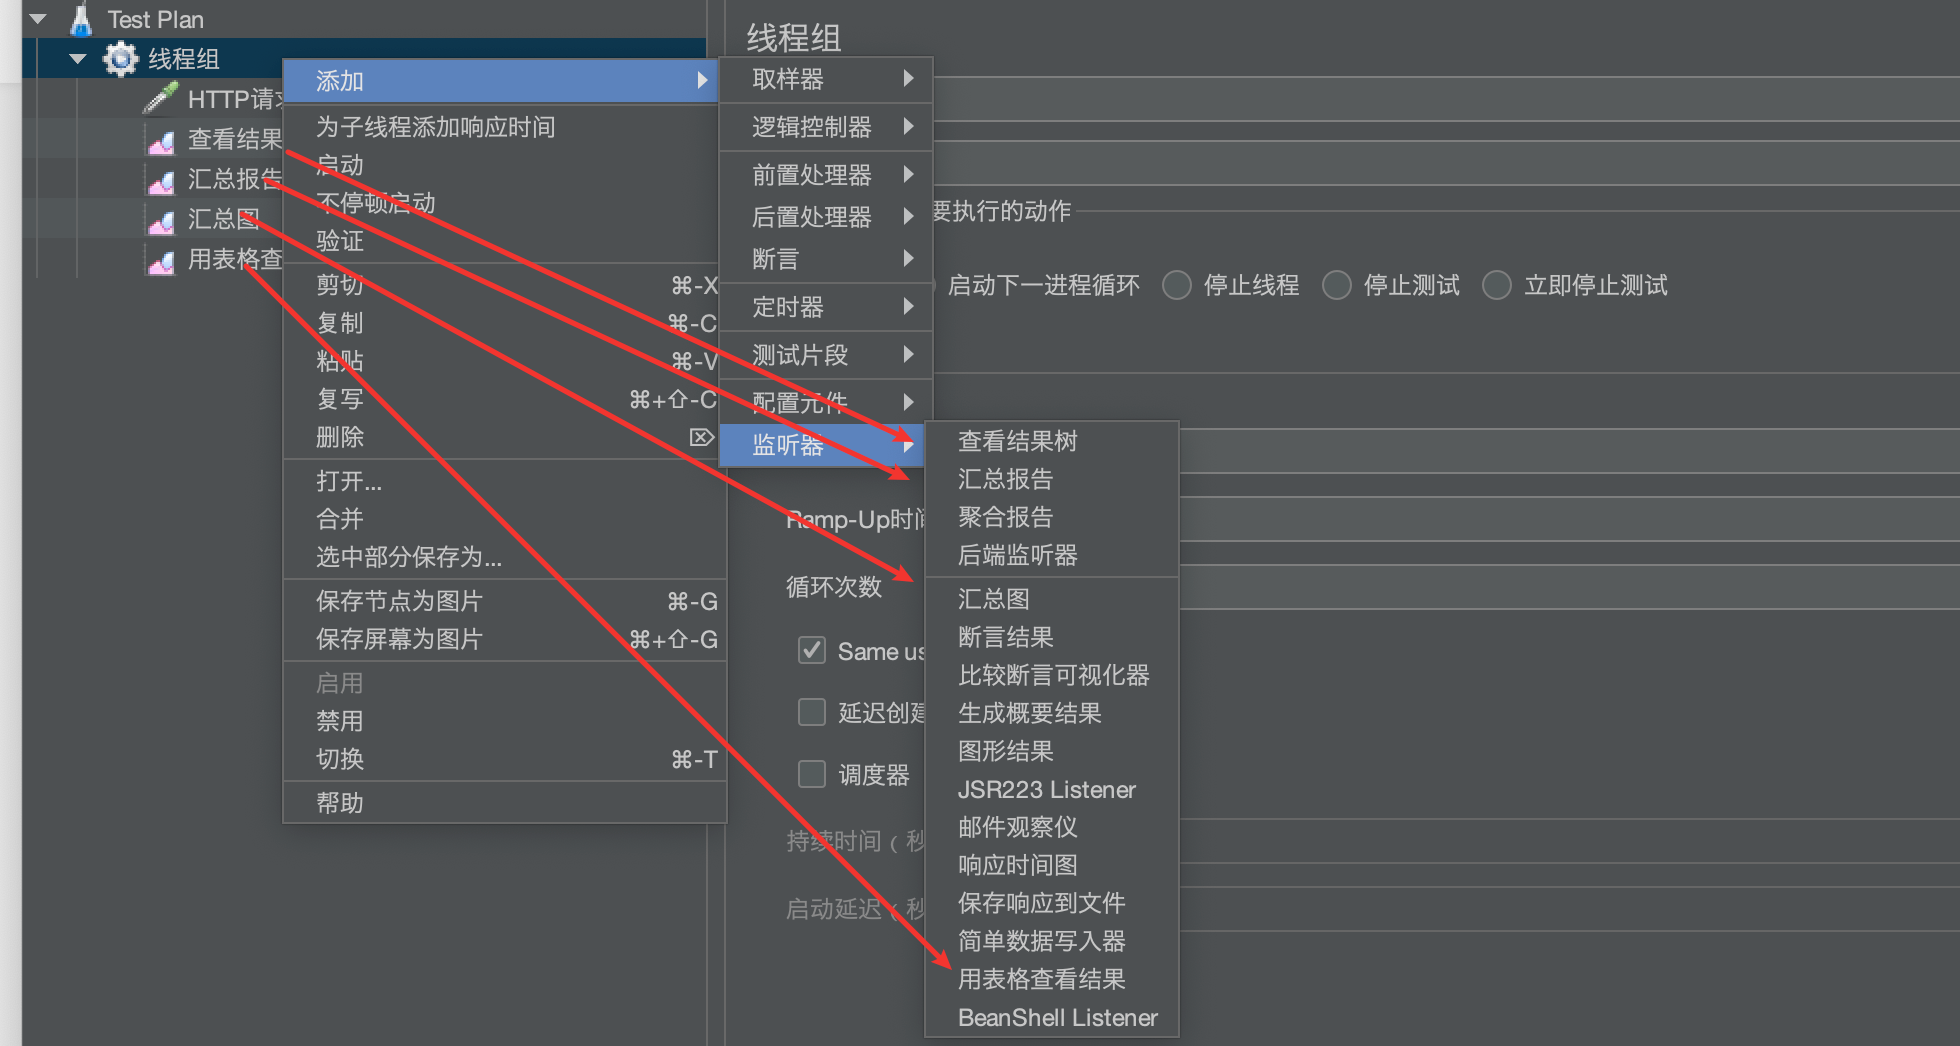 Test Plan
线程组
HTTP请求
查看结果
汇总报告
汇总图
用表格查
添加
为子线程添加响应时间
启动
不停顿启动
验证
剪切 ⌘-X
复制 ⌘-C
粘贴 ⌘-V
复写 ⌘+⇧-C
删除 ⌦
打开...
合并
选中部分保存为...
保存节点为图片 ⌘-G
保存屏幕为图片 ⌘+⇧-G
启用
禁用
切换 ⌘-T
帮助
线程组
取样器
逻辑控制器
前置处理器
后置处理器
断言
定时器
测试片段
配置元件
监听器
要执行的动作
启动下一进程循环 停止线程 停止测试 立即停止测试
Ramp-Up时间
循环次数
Same us
延迟创建
调度器
持续时间（秒
启动延迟（秒
查看结果树
汇总报告
聚合报告
后端监听器
汇总图
断言结果
比较断言可视化器
生成概要结果
图形结果
JSR223 Listener
邮件观察仪
响应时间图
保存响应到文件
简单数据写入器
用表格查看结果
BeanShell Listener